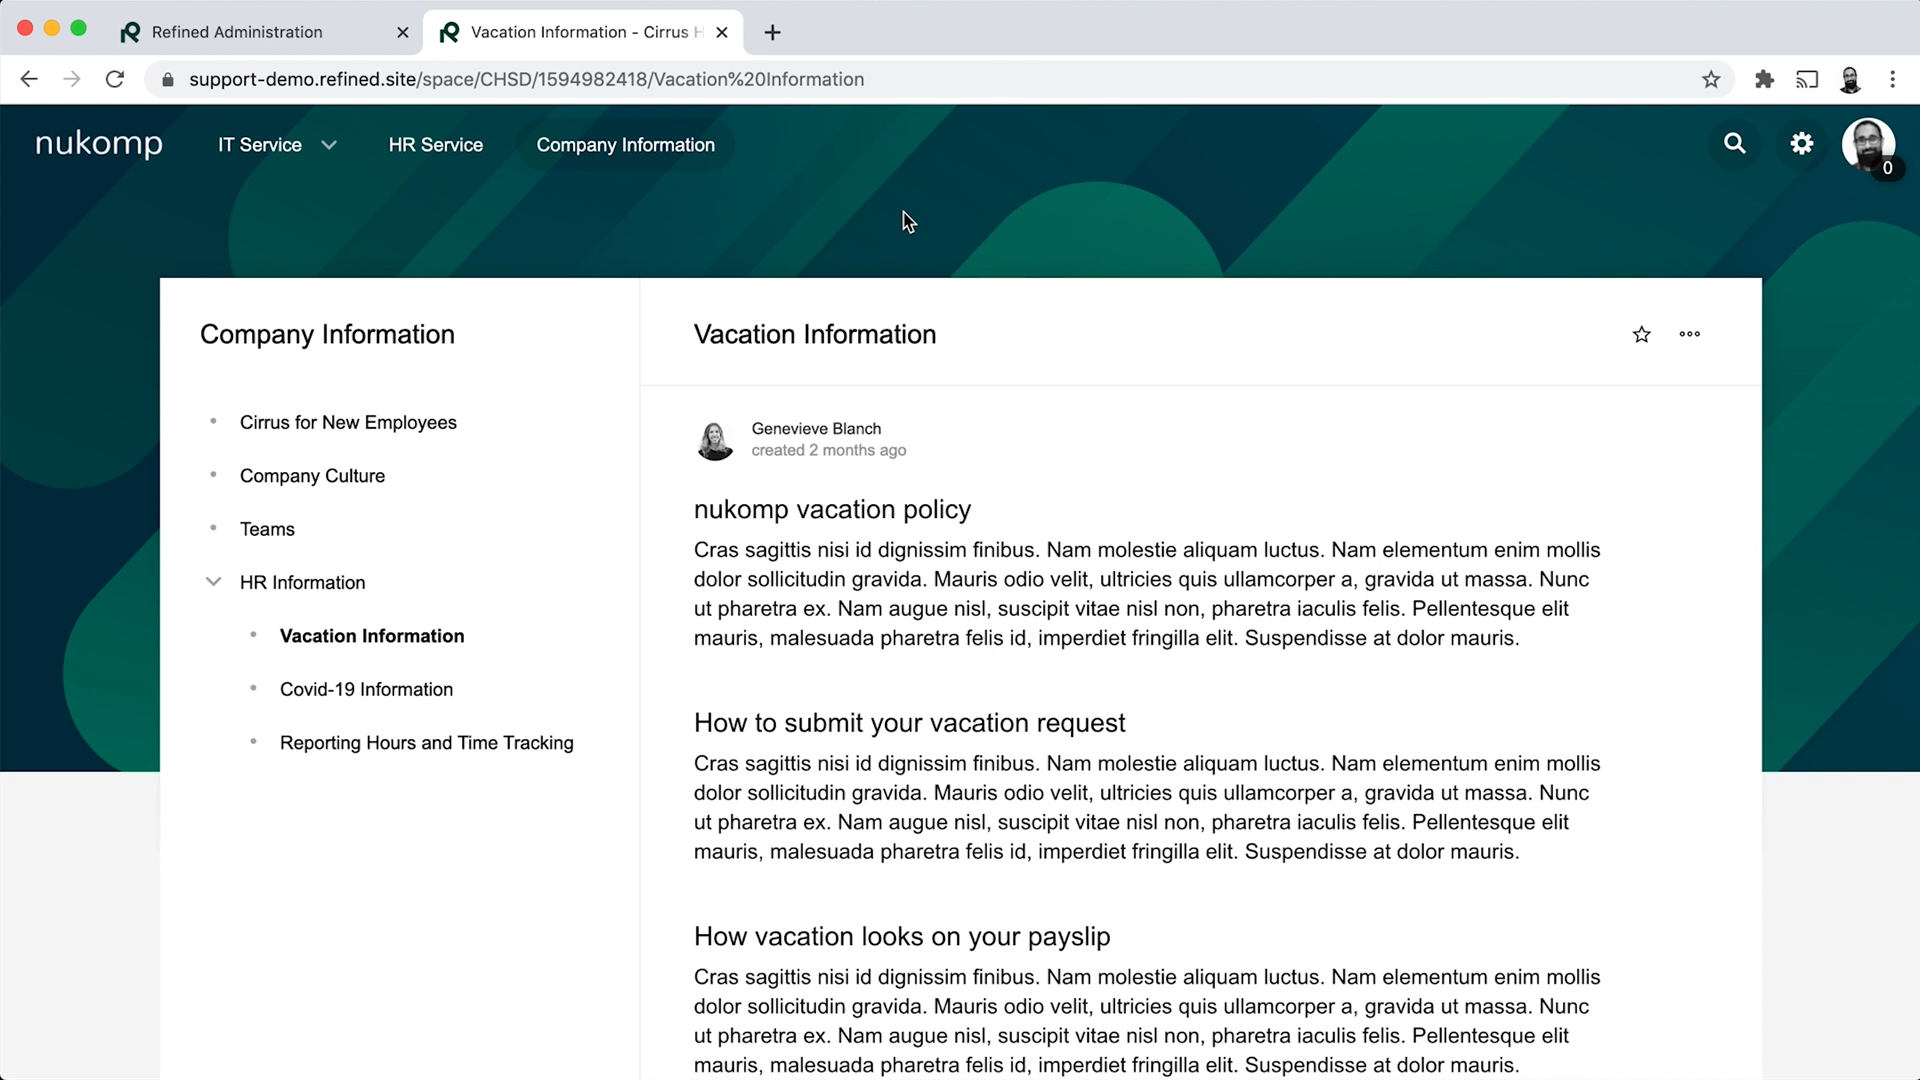 Refined Administration
Vacation Information - Cirrus H
support-demo.refined.site/space/CHSD/1594982418/Vacation%20Information
nukomp
IT Service
HR Service
Company Information
0
Company Information
Cirrus for New Employees
Company Culture
Teams
HR Information
Vacation Information
Covid-19 Information
Reporting Hours and Time Tracking
Vacation Information
Genevieve Blanch
created 2 months ago
nukomp vacation policy
Cras sagittis nisi id dignissim finibus. Nam molestie aliquam luctus. Nam elementum enim mollis
dolor sollicitudin gravida. Mauris odio velit, ultricies quis ullamcorper a, gravida ut massa. Nunc
ut pharetra ex. Nam augue nisl, suscipit vitae nisl non, pharetra iaculis felis. Pellentesque elit
mauris, malesuada pharetra felis id, imperdiet fringilla elit. Suspendisse at dolor mauris.
How to submit your vacation request
Cras sagittis nisi id dignissim finibus. Nam molestie aliquam luctus. Nam elementum enim mollis
dolor sollicitudin gravida. Mauris odio velit, ultricies quis ullamcorper a, gravida ut massa. Nunc
ut pharetra ex. Nam augue nisl, suscipit vitae nisl non, pharetra iaculis felis. Pellentesque elit
mauris, malesuada pharetra felis id, imperdiet fringilla elit. Suspendisse at dolor mauris.
How vacation looks on your payslip
Cras sagittis nisi id dignissim finibus. Nam molestie aliquam luctus. Nam elementum enim mollis
dolor sollicitudin gravida. Mauris odio velit, ultricies quis ullamcorper a, gravida ut massa. Nunc
ut pharetra ex. Nam augue nisl, suscipit vitae nisl non, pharetra iaculis felis. Pellentesque elit
mauris, malesuada pharetra felis id, imperdiet fringilla elit. Suspendisse at dolor mauris.